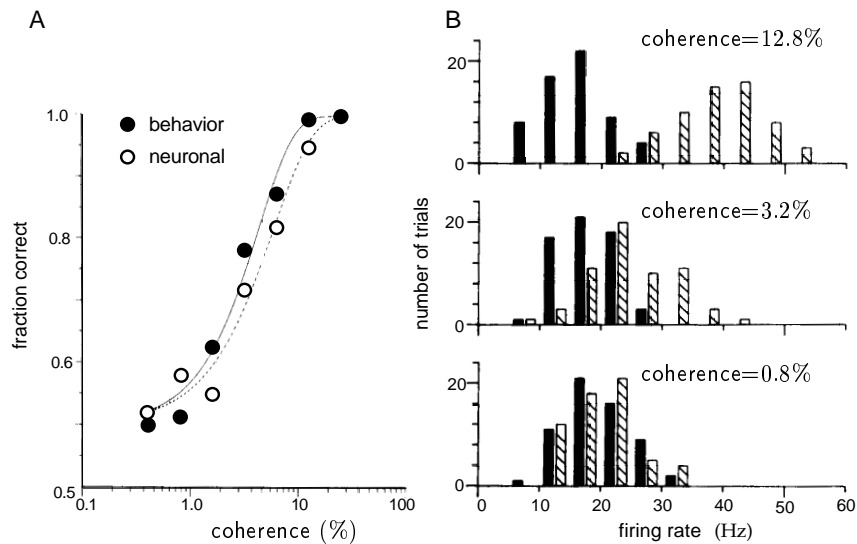 A
behavior
neuronal
fraction correct
1.0
0.8
0.6
0.5
0.1
1.0
10
100
coherence (%)
B
number of trials
coherence=12.8%
20
0
coherence=3.2%
20
0
coherence=0.8%
20
0
0
10
20
30
40
50
60
firing rate (Hz)